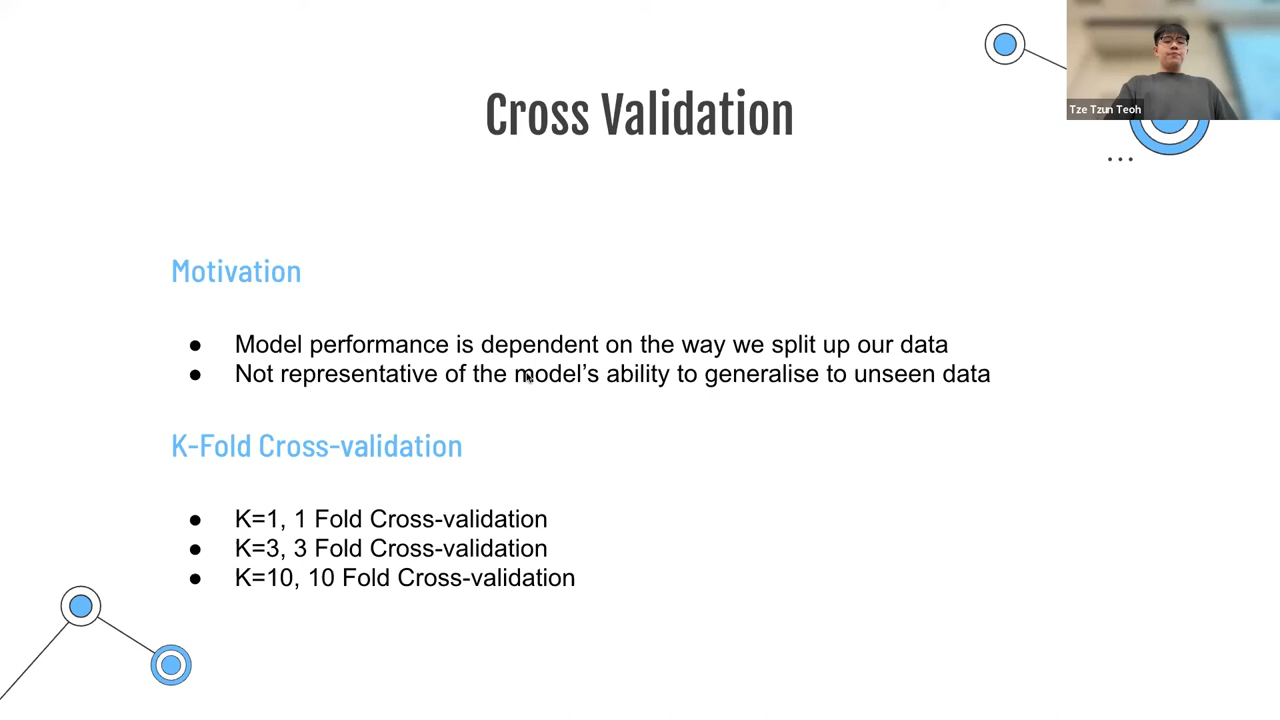 Cross Validation
Tze Tzun Teoh
Motivation
● Model performance is dependent on the way we split up our data
● Not representative of the model’s ability to generalise to unseen data
K-Fold Cross-validation
● K=1, 1 Fold Cross-validation
● K=3, 3 Fold Cross-validation
● K=10, 10 Fold Cross-validation